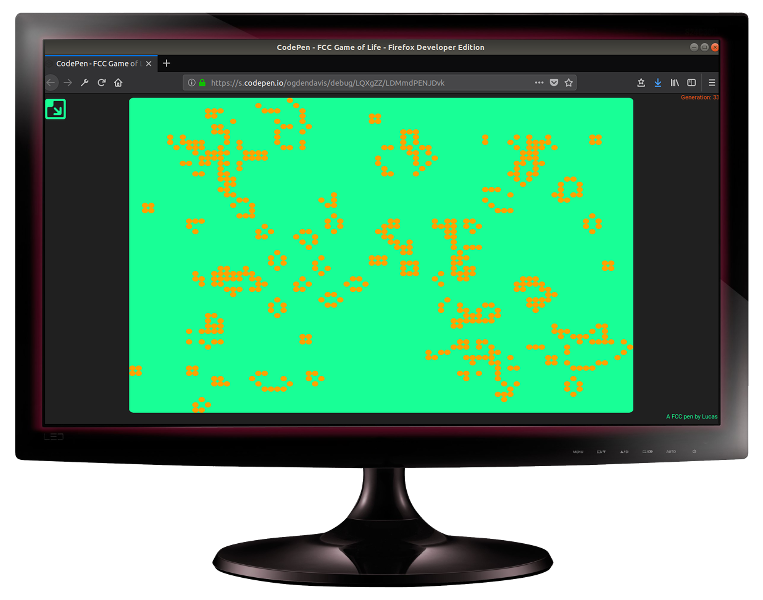 CodePen - FCC Game of Life - Firefox Developer Edition
CodePen - FCC Game of L
https://s.codepen.io/ogdendavis/debug/LQXgZZ/LDMmdPENJDvk
Generation: 33
A FCC pen by Lucas